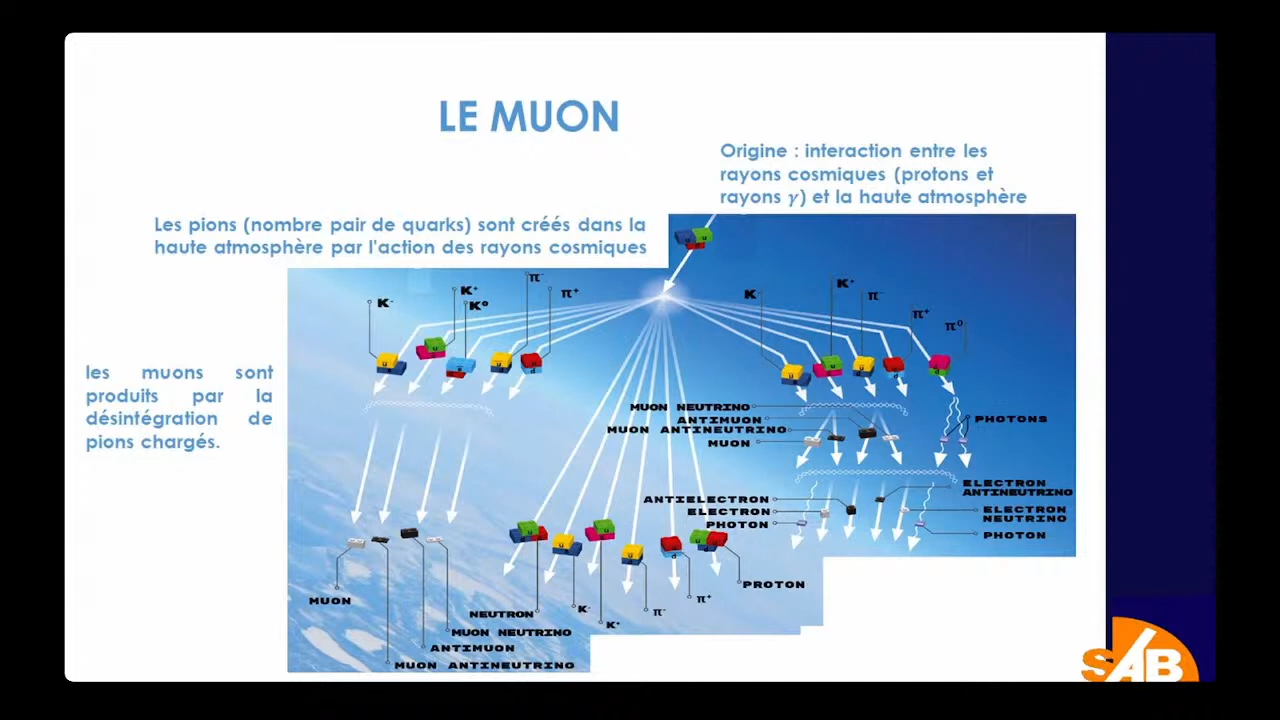 LE MUON
Origine : interaction entre les
rayons cosmiques (protons et
rayons γ) et la haute atmosphère
Les pions (nombre pair de quarks) sont créés dans la
haute atmosphère par l'action des rayons cosmiques
les muons sont
produits par la
désintégration de
pions chargés.
K-
K+
K0
π-
π+
K-
K+
π-
π+
π0
MUON NEUTRINO
ANTIMUON
MUON ANTINEUTRINO
MUON
PHOTONS
ANTIELECTRON
ELECTRON
PHOTON
ELECTRON
ANTINEUTRINO
ELECTRON
NEUTRINO
PHOTON
MUON
NEUTRON
MUON NEUTRINO
ANTIMUON
MUON ANTINEUTRINO
K-
K+
π-
π+
PROTON
SAB